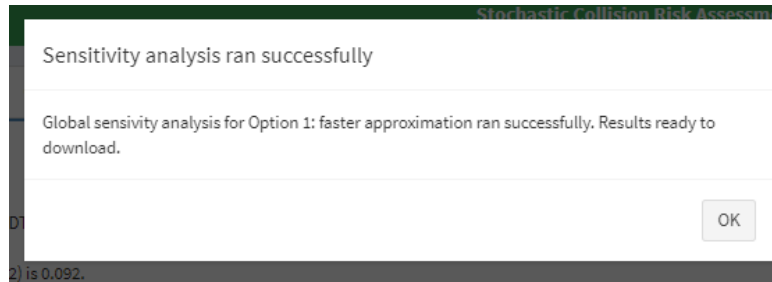 Stochastic Collision Risk Assessm
Sensitivity analysis ran successfully
Global sensivity analysis for Option 1: faster approximation ran successfully. Results ready to
download.
OK
DT
2) is 0.092.